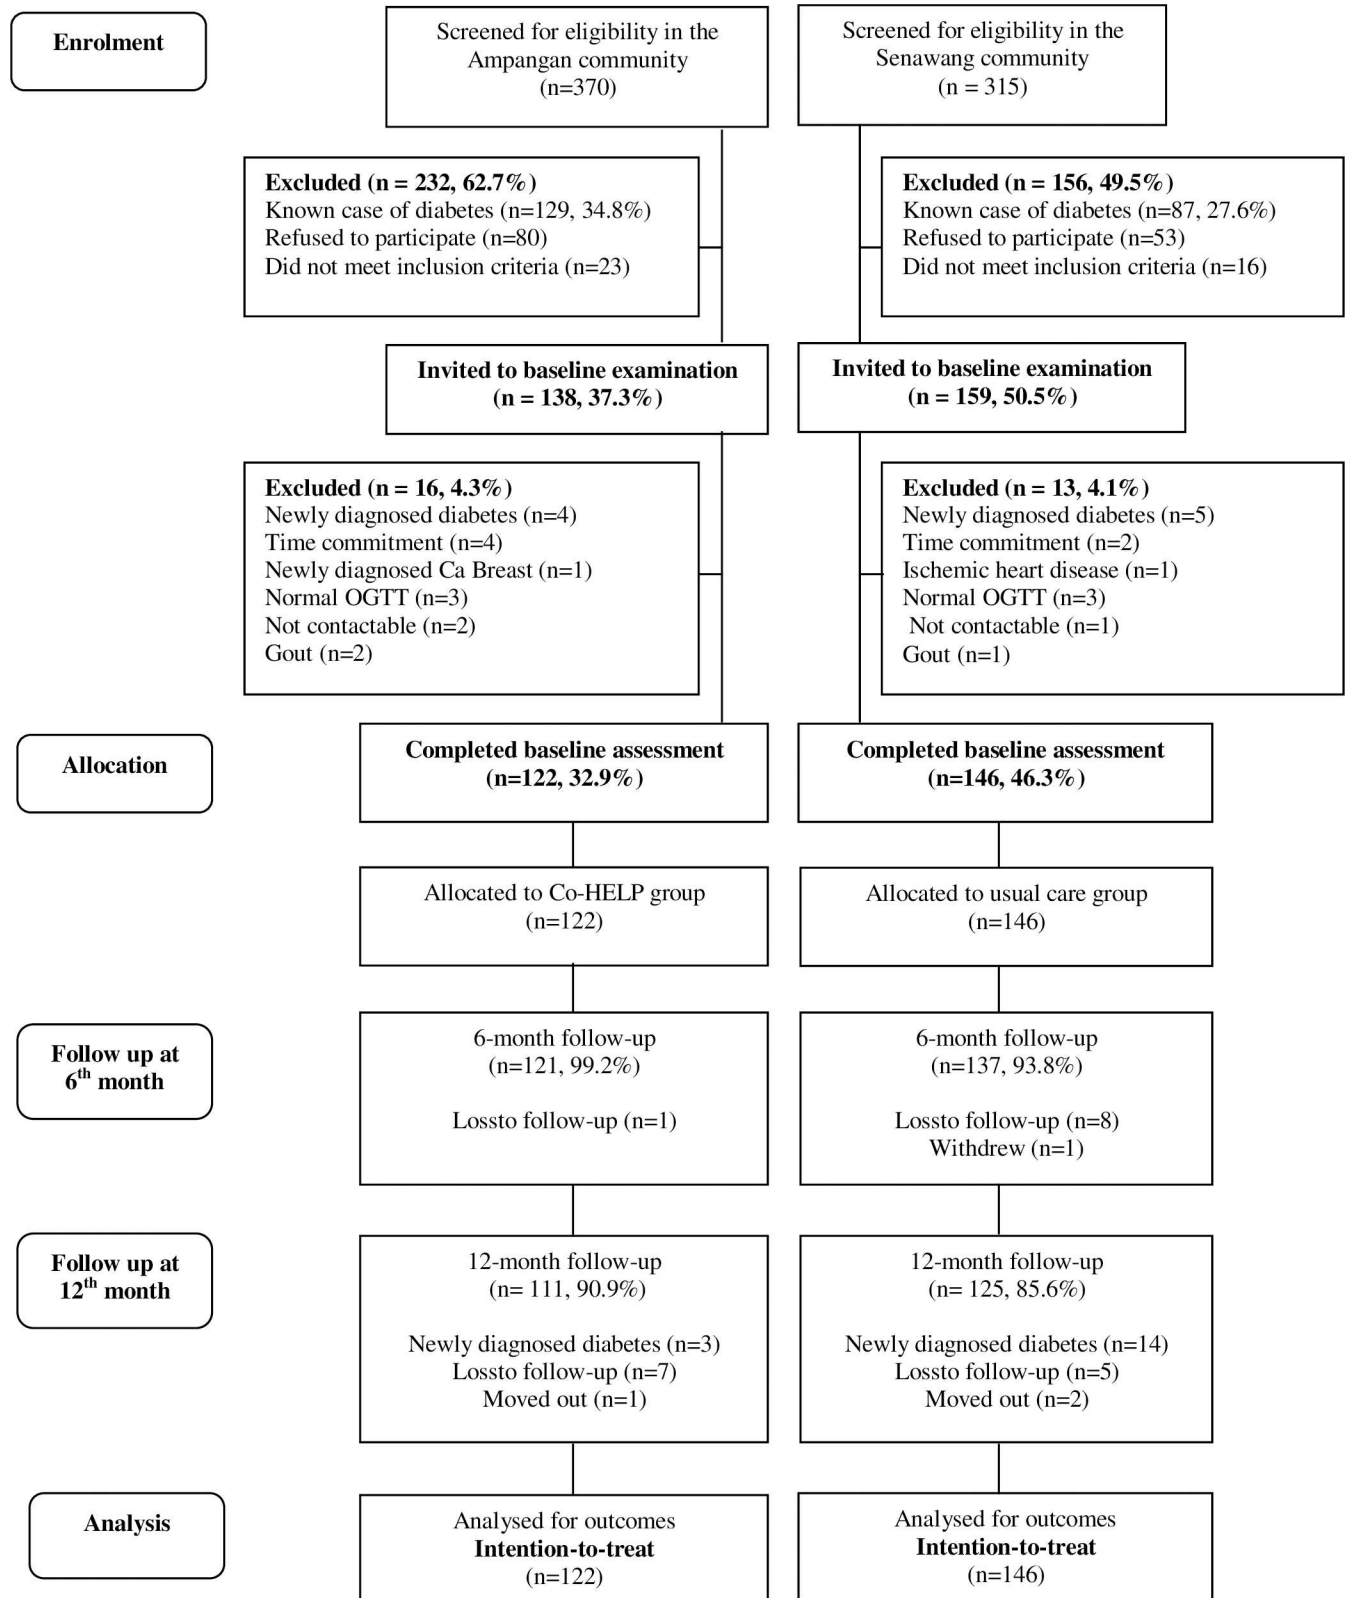 Enrolment
Screened for eligibility in the
Ampangan community
(n=370)
Screened for eligibility in the
Senawang community
(n = 315)
Excluded (n = 232, 62.7%)
Known case of diabetes (n=129, 34.8%)
Refused to participate (n=80)
Did not meet inclusion criteria (n=23)
Excluded (n = 156, 49.5%)
Known case of diabetes (n=87, 27.6%)
Refused to participate (n=53)
Did not meet inclusion criteria (n=16)
Invited to baseline examination
(n = 138, 37.3%)
Invited to baseline examination
(n = 159, 50.5%)
Excluded (n = 16, 4.3%)
Newly diagnosed diabetes (n=4)
Time commitment (n=4)
Newly diagnosed Ca Breast (n=1)
Normal OGTT (n=3)
Not contactable (n=2)
Gout (n=2)
Excluded (n = 13, 4.1%)
Newly diagnosed diabetes (n=5)
Time commitment (n=2)
Ischemic heart disease (n=1)
Normal OGTT (n=3)
Not contactable (n=1)
Gout (n=1)
Allocation
Completed baseline assessment
(n=122, 32.9%)
Completed baseline assessment
(n=146, 46.3%)
Allocated to Co-HELP group
(n=122)
Allocated to usual care group
(n=146)
Follow up at
6th month
6-month follow-up
(n=121, 99.2%)
Lossto follow-up (n=1)
6-month follow-up
(n=137, 93.8%)
Lossto follow-up (n=8)
Withdrew (n=1)
Follow up at
12th month
12-month follow-up
(n= 111, 90.9%)
Newly diagnosed diabetes (n=3)
Lossto follow-up (n=7)
Moved out (n=1)
12-month follow-up
(n= 125, 85.6%)
Newly diagnosed diabetes (n=14)
Lossto follow-up (n=5)
Moved out (n=2)
Analysis
Analysed for outcomes
Intention-to-treat
(n=122)
Analysed for outcomes
Intention-to-treat
(n=146)